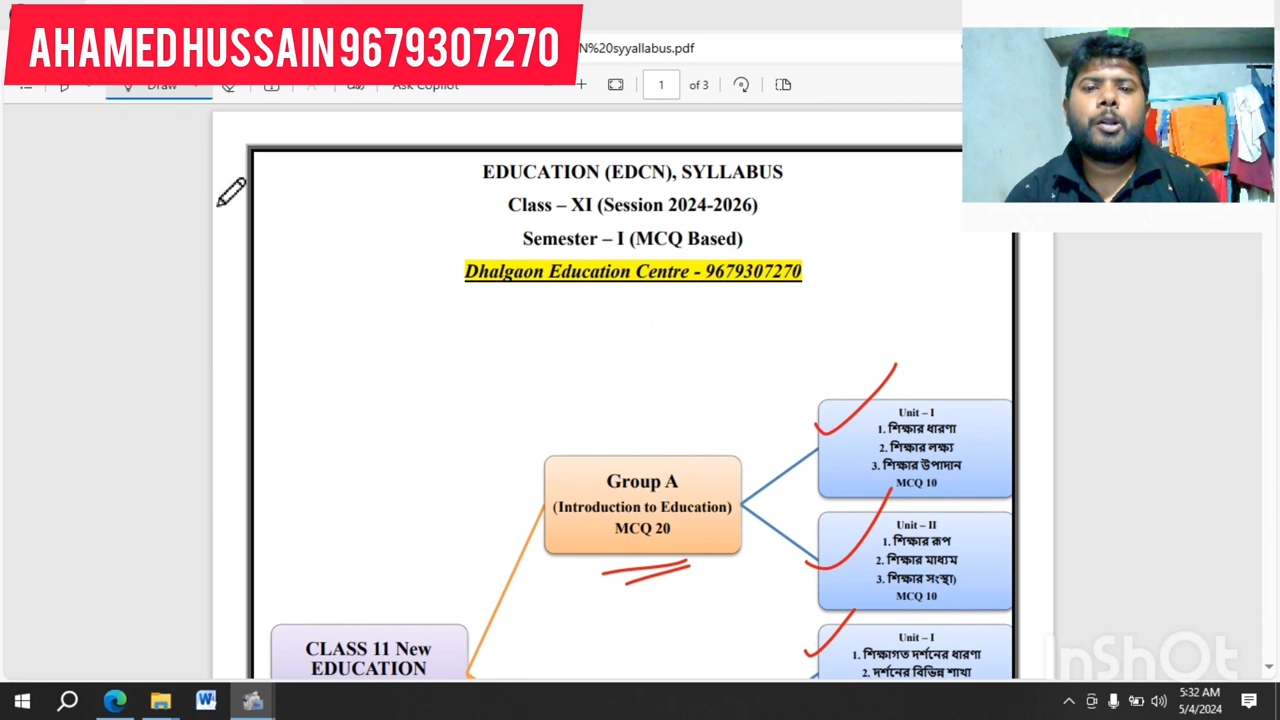 AHAMED HUSSAIN 9679307270
N%20syyallabus.pdf
Draw
Ask Copilot
1 of 3
EDUCATION (EDCN), SYLLABUS
Class – XI (Session 2024-2026)
Semester – I (MCQ Based)
Dhalgaon Education Centre - 9679307270
Unit – I
1. শিক্ষার ধারণা
2. শিক্ষার লক্ষ্য
3. শিক্ষার উপাদান
MCQ 10
Group A
(Introduction to Education)
MCQ 20
Unit – II
1. শিক্ষার রূপ
2. শিক্ষার মাধ্যম
3. শিক্ষার সংস্থা)
MCQ 10
CLASS 11 New
EDUCATION
Unit – I
1. শিক্ষাগত দর্শনের ধারণা
2. দর্শনের বিভিন্ন শাখা
InShOt
5:32 AM
5/4/2024